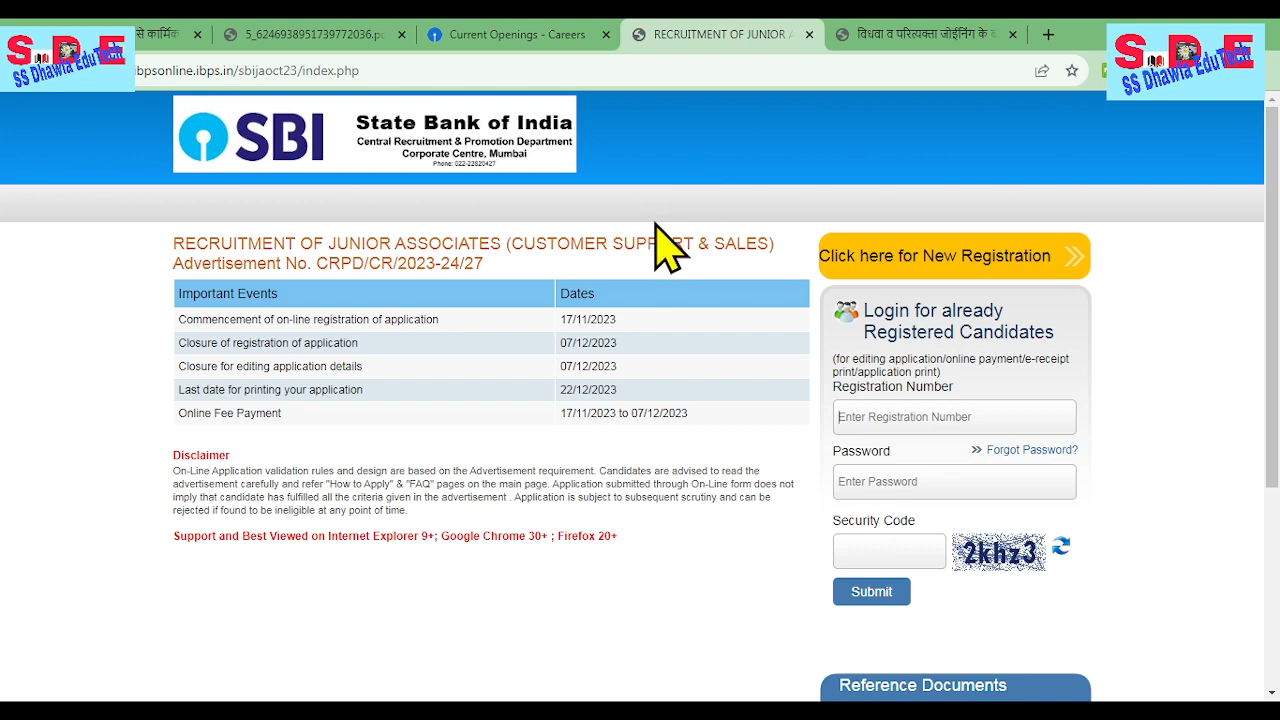 से कार्मिक
5_6246938951739772036.pd
Current Openings - Careers
RECRUITMENT OF JUNIOR A
विधवा व परित्यक्ता जोईनिंग के ब
S D E
SS Dhawla EduTech
S D E
SS Dhawla EduTech
ibpsonline.ibps.in/sbijaoct23/index.php
SBI
State Bank of India
Central Recruitment & Promotion Department
Corporate Centre, Mumbai
Phone: 022-22820427
RECRUITMENT OF JUNIOR ASSOCIATES (CUSTOMER SUPPORT & SALES)
Advertisement No. CRPD/CR/2023-24/27
Important Events Dates
Commencement of on-line registration of application 17/11/2023
Closure of registration of application 07/12/2023
Closure for editing application details 07/12/2023
Last date for printing your application 22/12/2023
Online Fee Payment 17/11/2023 to 07/12/2023
Disclaimer
On-Line Application validation rules and design are based on the Advertisement requirement. Candidates are advised to read the
advertisement carefully and refer "How to Apply" & "FAQ" pages on the main page. Application submitted through On-Line form does not
imply that candidate has fulfilled all the criteria given in the advertisement . Application is subject to subsequent scrutiny and can be
rejected if found to be ineligible at any point of time.
Support and Best Viewed on Internet Explorer 9+; Google Chrome 30+ ; Firefox 20+
Click here for New Registration
Login for already
Registered Candidates
(for editing application/online payment/e-receipt
print/application print)
Registration Number
Enter Registration Number
Password
Forgot Password?
Enter Password
Security Code
2khz3
Submit
Reference Documents